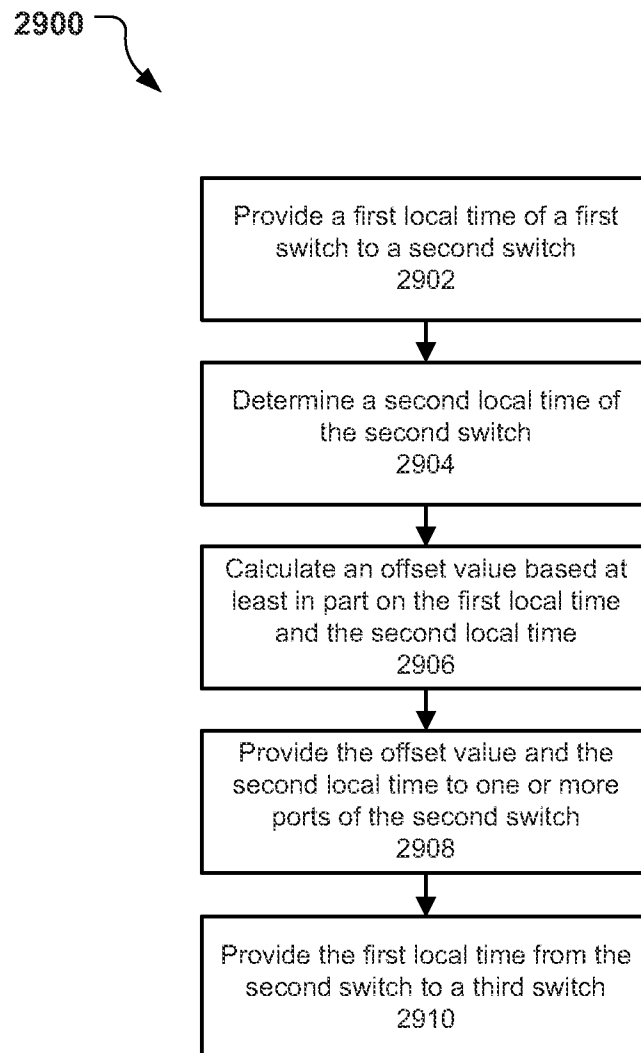 2900
Provide a first local time of a first
switch to a second switch
2902
Determine a second local time of
the second switch
2904
Calculate an offset value based at
least in part on the first local time
and the second local time
2906
Provide the offset value and the
second local time to one or more
ports of the second switch
2908
Provide the first local time from the
second switch to a third switch
2910